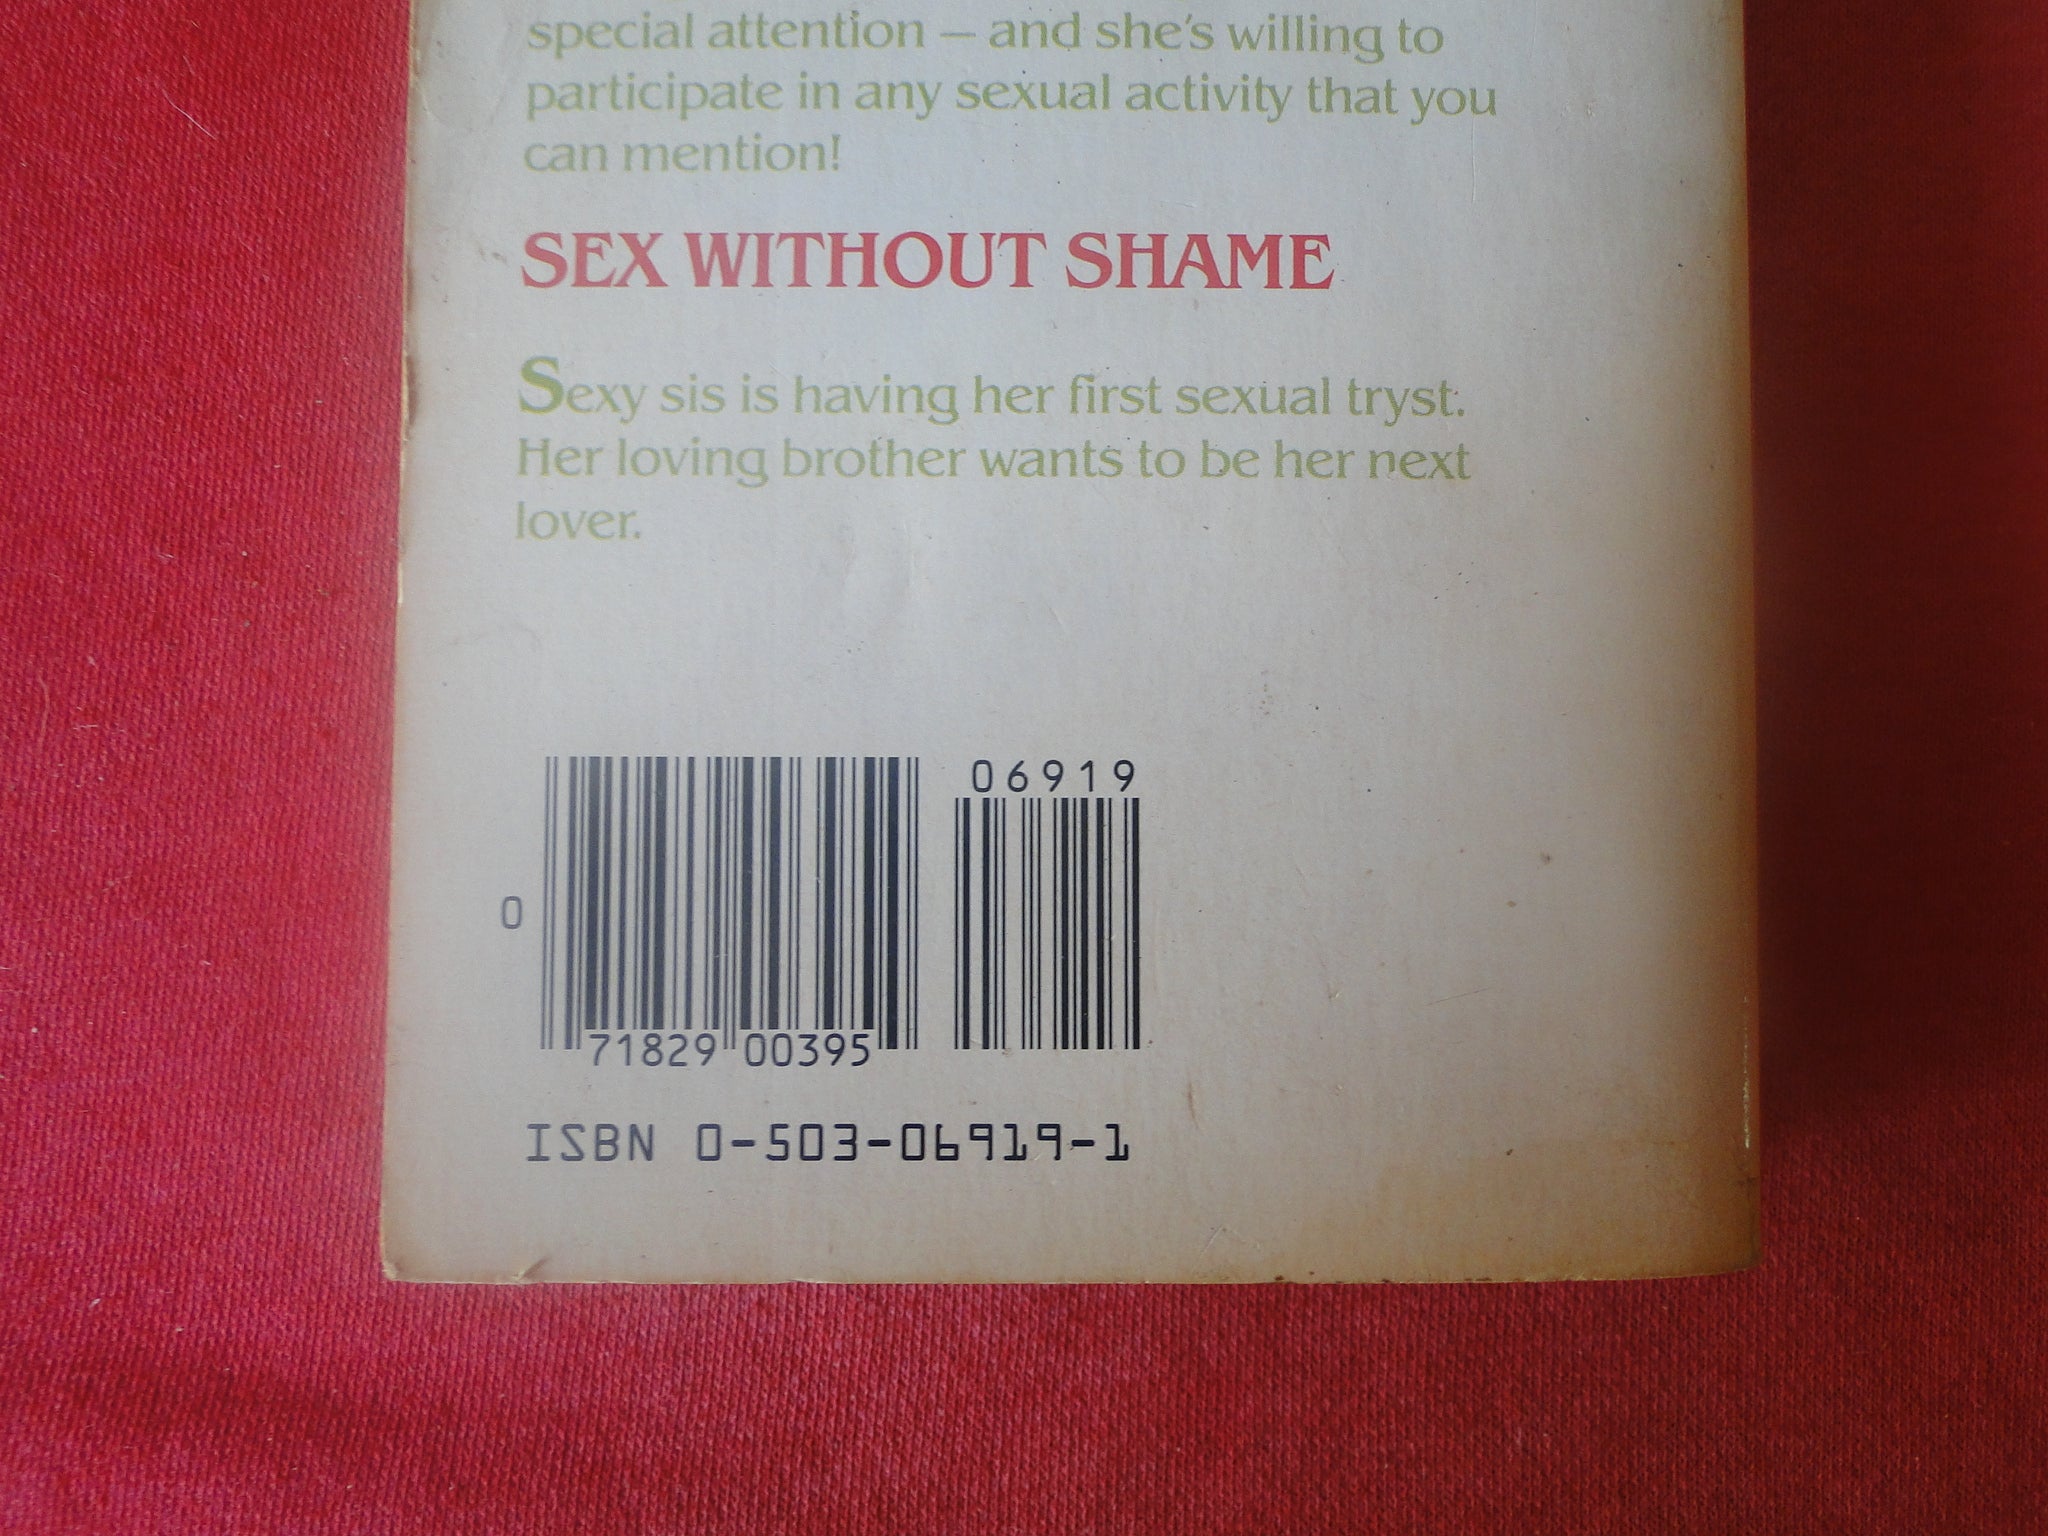 special attention — and she's willing to
participate in any sexual activity that you
can mention!
SEX WITHOUT SHAME
Sexy sis is having her first sexual tryst.
Her loving brother wants to be her next
lover.
06919
0
71829 00395
ISBN 0-503-06919-1